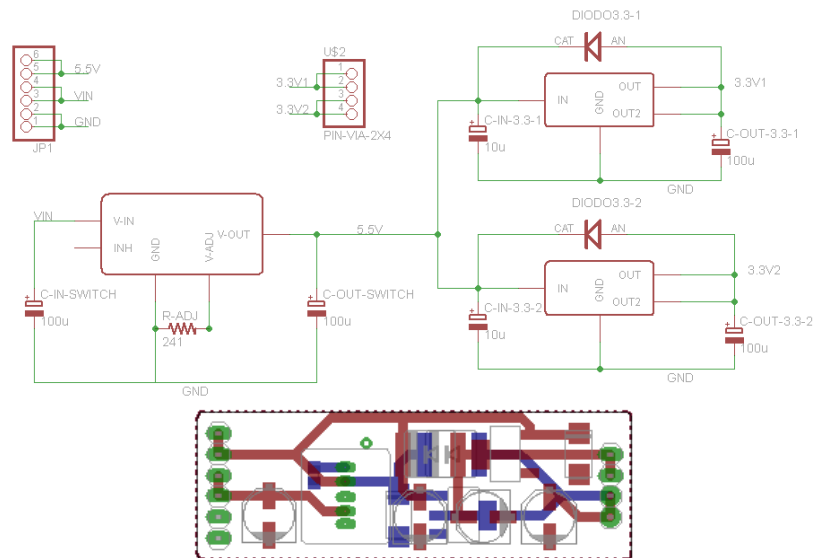 DIODO3.3-1
CAT
AN
U$2
6
5
4
3
2
1
5.5V
VIN
GND
JP1
1
2
3
4
3.3V1
3.3V2
PIN-VIA-2X4
IN
GND
OUT
OUT2
3.3V1
C-IN-3.3-1
10u
C-OUT-3.3-1
100u
GND
DIODO3.3-2
CAT
AN
VIN
V-IN
INH
GND
V-ADJ
V-OUT
5.5V
IN
GND
OUT
OUT2
3.3V2
C-IN-SWITCH
100u
R-ADJ
241
C-OUT-SWITCH
100u
C-IN-3.3-2
10u
C-OUT-3.3-2
100u
GND
GND